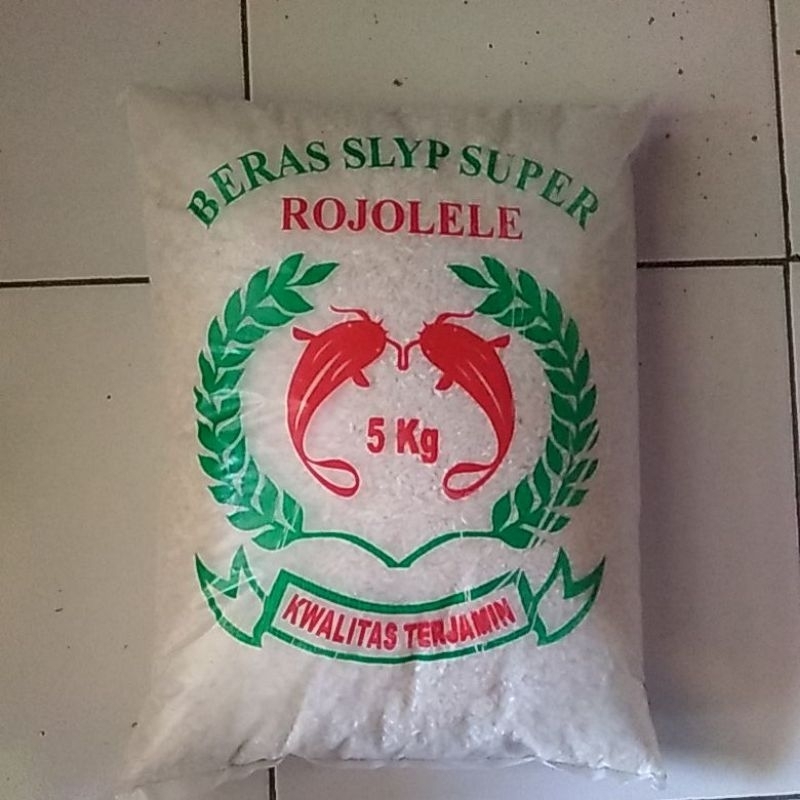 BERAS SLYP SUPER
ROJOLELE
5 Kg
KWALITAS TERJAMIN